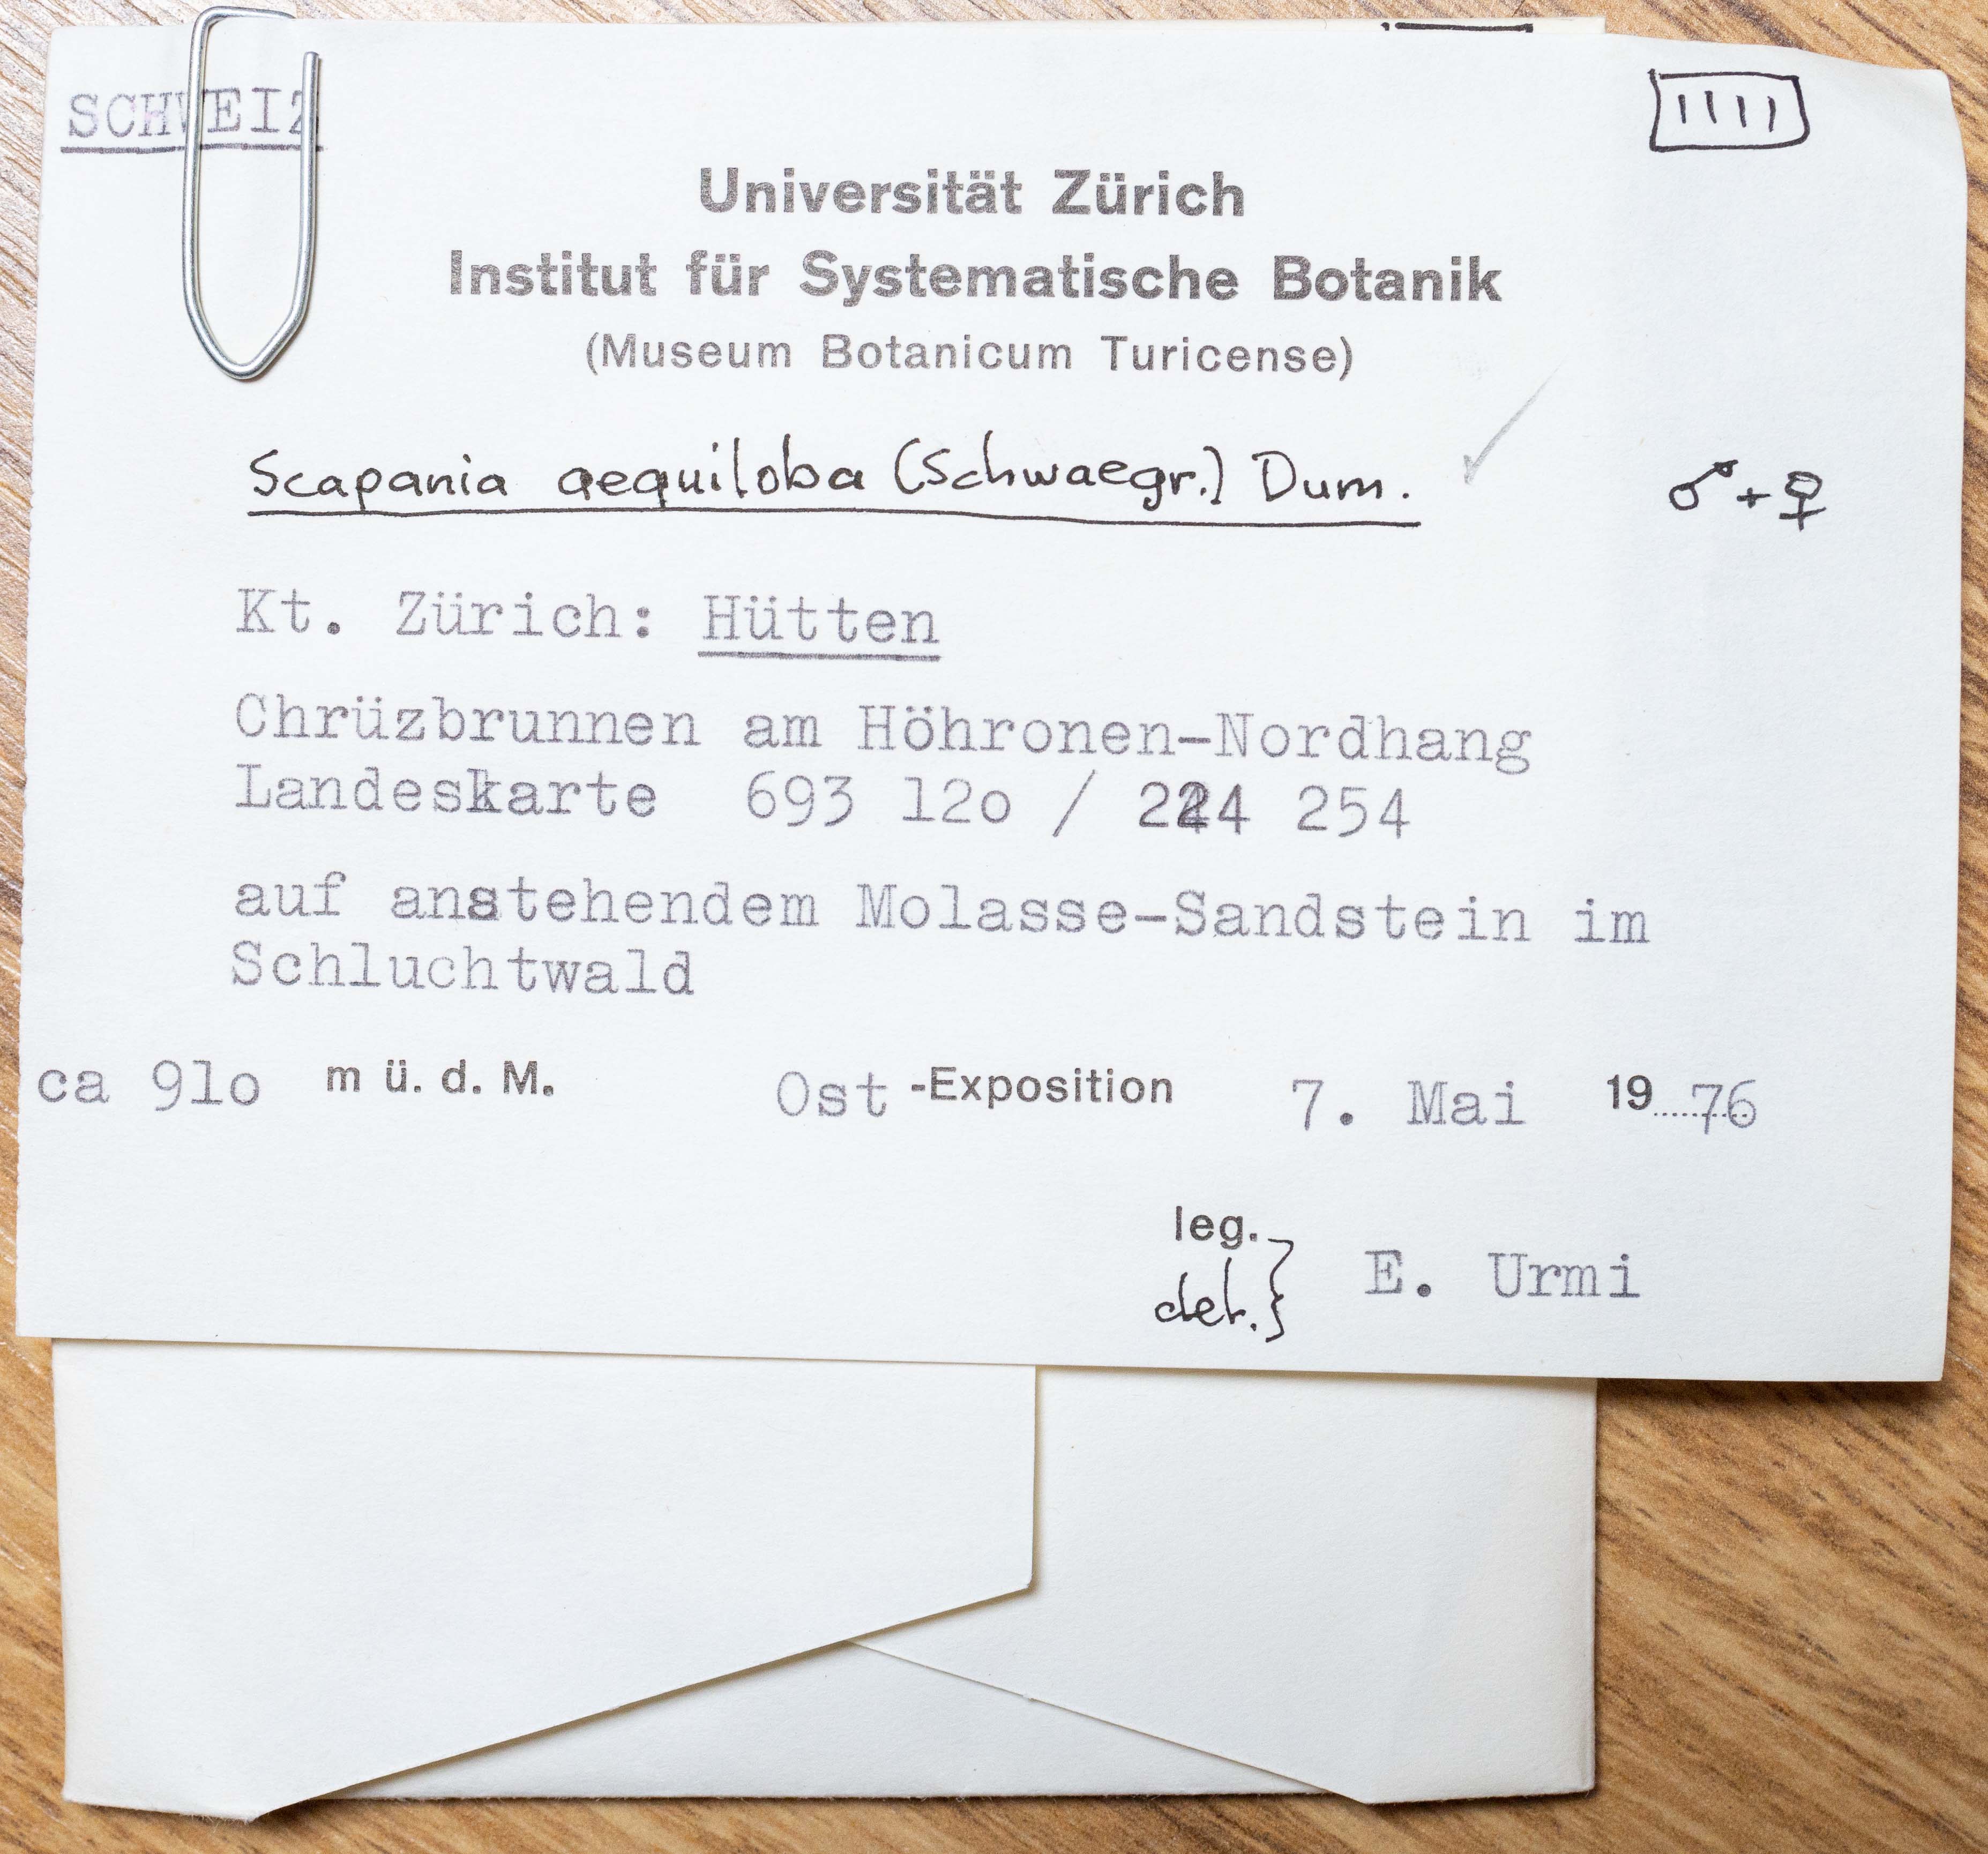 SCHWEIZ
Universität Zürich
Institut für Systematische Botanik
(Museum Botanicum Turicense)
Scapania aequiloba (Schwaegr.) Dum. ✓ ♂+♀
Kt. Zürich: Hütten
Chrüzbrunnen am Höhronen-Nordhang
Landeskarte 693 12o / 224 254
auf anstehendem Molasse-Sandstein im
Schluchtwald
ca 91o m ü. d. M. Ost -Exposition 7. Mai 19 76
leg.
det. } E. Urmi